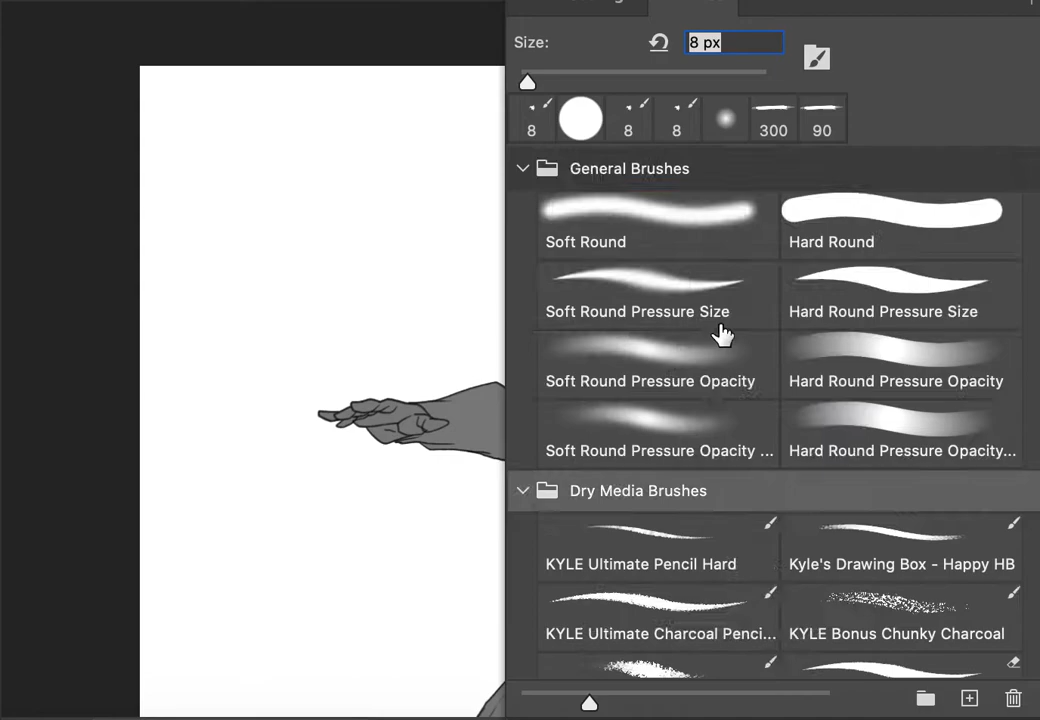 Size:
8 px
8
8
8
300
90
General Brushes
Soft Round
Hard Round
Soft Round Pressure Size
Hard Round Pressure Size
Soft Round Pressure Opacity
Hard Round Pressure Opacity
Soft Round Pressure Opacity ...
Hard Round Pressure Opacity...
Dry Media Brushes
KYLE Ultimate Pencil Hard
Kyle's Drawing Box - Happy HB
KYLE Ultimate Charcoal Penci...
KYLE Bonus Chunky Charcoal